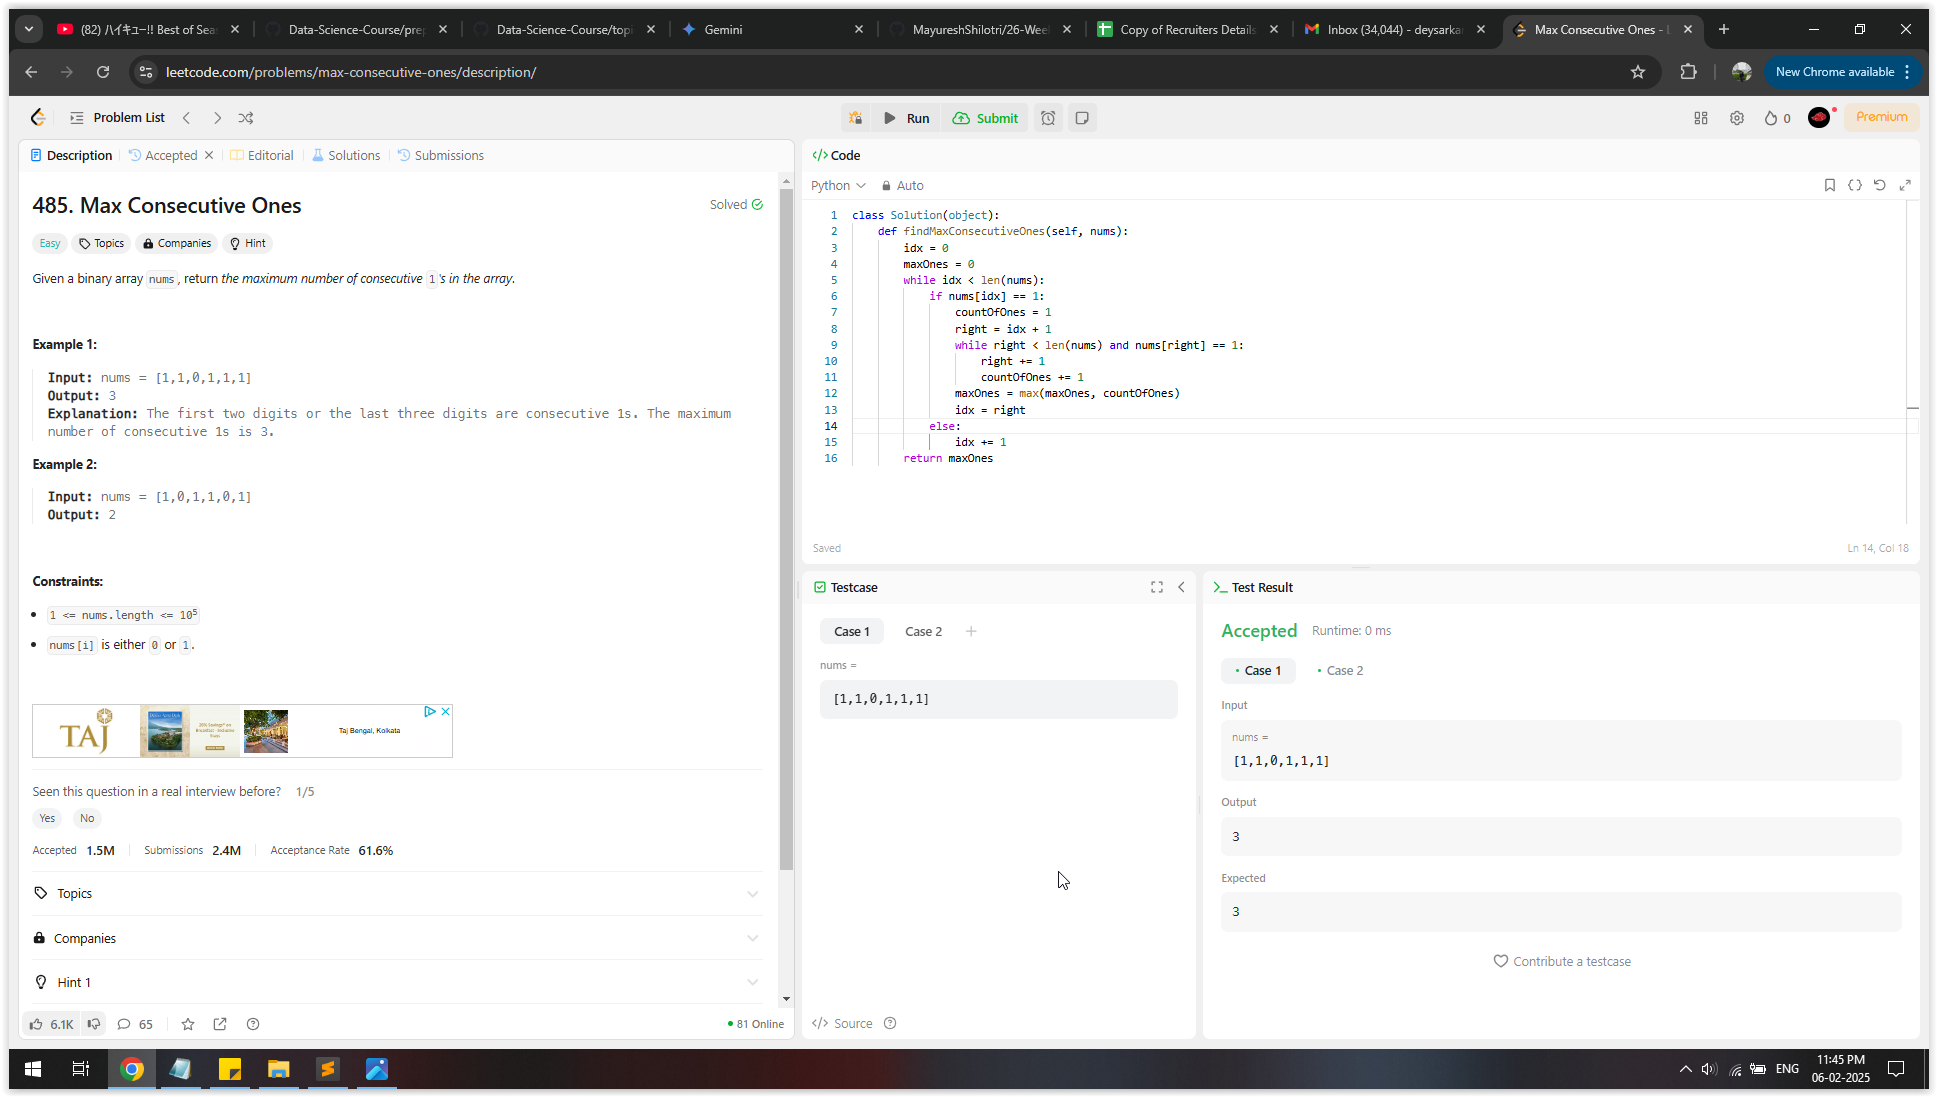 (82) ハイキュー!! Best of Sea
Data-Science-Course/prep
Data-Science-Course/topi
Gemini
MayureshShilotri/26-Week
Copy of Recruiters Details
Inbox (34,044) - deysarkar
Max Consecutive Ones - L
leetcode.com/problems/max-consecutive-ones/description/
New Chrome available
Problem List
Run
Submit
0
Premium
Description
Accepted
Editorial
Solutions
Submissions
485. Max Consecutive Ones
Solved
Easy
Topics
Companies
Hint
Given a binary array nums, return the maximum number of consecutive 1's in the array.
Example 1:
Input: nums = [1,1,0,1,1,1]
Output: 3
Explanation: The first two digits or the last three digits are consecutive 1s. The maximum
number of consecutive 1s is 3.
Example 2:
Input: nums = [1,0,1,1,0,1]
Output: 2
Constraints:
1 <= nums.length <= 10⁵
nums[i] is either 0 or 1.
TAJ
Taj Bengal, Kolkata
Seen this question in a real interview before? 1/5
Yes
No
Accepted 1.5M
Submissions 2.4M
Acceptance Rate 61.6%
Topics
Companies
Hint 1
6.1K
65
81 Online
</> Code
Python
Auto
1 class Solution(object):
2 def findMaxConsecutiveOnes(self, nums):
3 idx = 0
4 maxOnes = 0
5 while idx < len(nums):
6 if nums[idx] == 1:
7 countOfOnes = 1
8 right = idx + 1
9 while right < len(nums) and nums[right] == 1:
10 right += 1
11 countOfOnes += 1
12 maxOnes = max(maxOnes, countOfOnes)
13 idx = right
14 else:
15 idx += 1
16 return maxOnes
Saved
Ln 14, Col 18
Testcase
Case 1
Case 2
nums =
[1,1,0,1,1,1]
</> Source
Test Result
Accepted
Runtime: 0 ms
Case 1
Case 2
Input
nums =
[1,1,0,1,1,1]
Output
3
Expected
3
Contribute a testcase
ENG
11:45 PM
06-02-2025